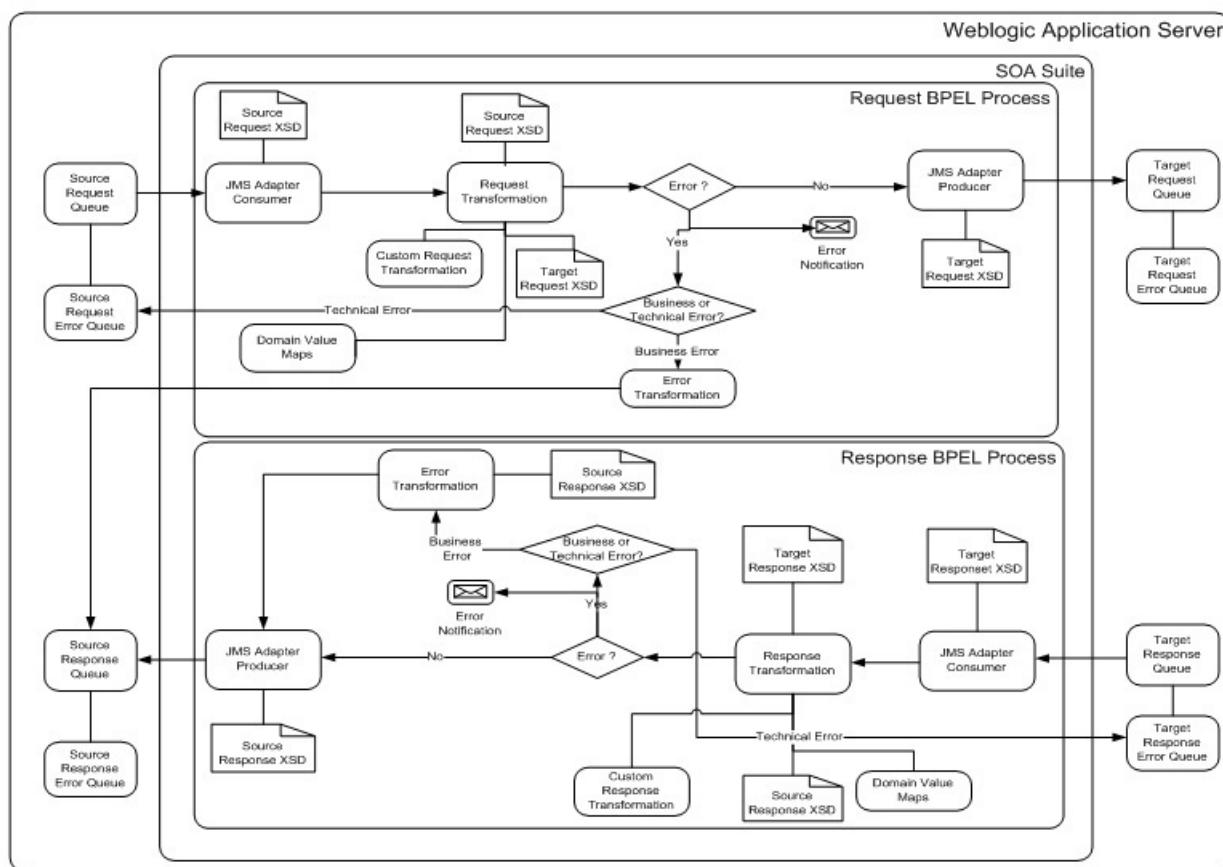 Weblogic Application Server
SOA Suite
Request BPEL Process
Source
Request XSD
Source
Request XSD
Source
Request
Queue
JMS Adapter
Consumer
Request
Transformation
Error ?
No
JMS Adapter
Producer
Target
Request
Queue
Yes
Error
Notification
Custom Request
Transformation
Target
Request XSD
Target
Request XSD
Target
Request
Error Queue
Source
Request
Error Queue
Technical Error
Business or
Technical Error?
Domain Value
Maps
Business Error
Error
Transformation
Response BPEL Process
Error
Transformation
Source
Response XSD
Business
Error
Business or
Technical Error?
Target
Response XSD
Target
Responset XSD
Error
Notification
Yes
Source
Response
Queue
JMS Adapter
Producer
No
Error ?
Response
Transformation
JMS Adapter
Consumer
Target
Response
Queue
Source
Response XSD
Technical Error
Target
Response
Error Queue
Source
Response
Error Queue
Custom
Response
Transformation
Source
Response XSD
Domain Value
Maps